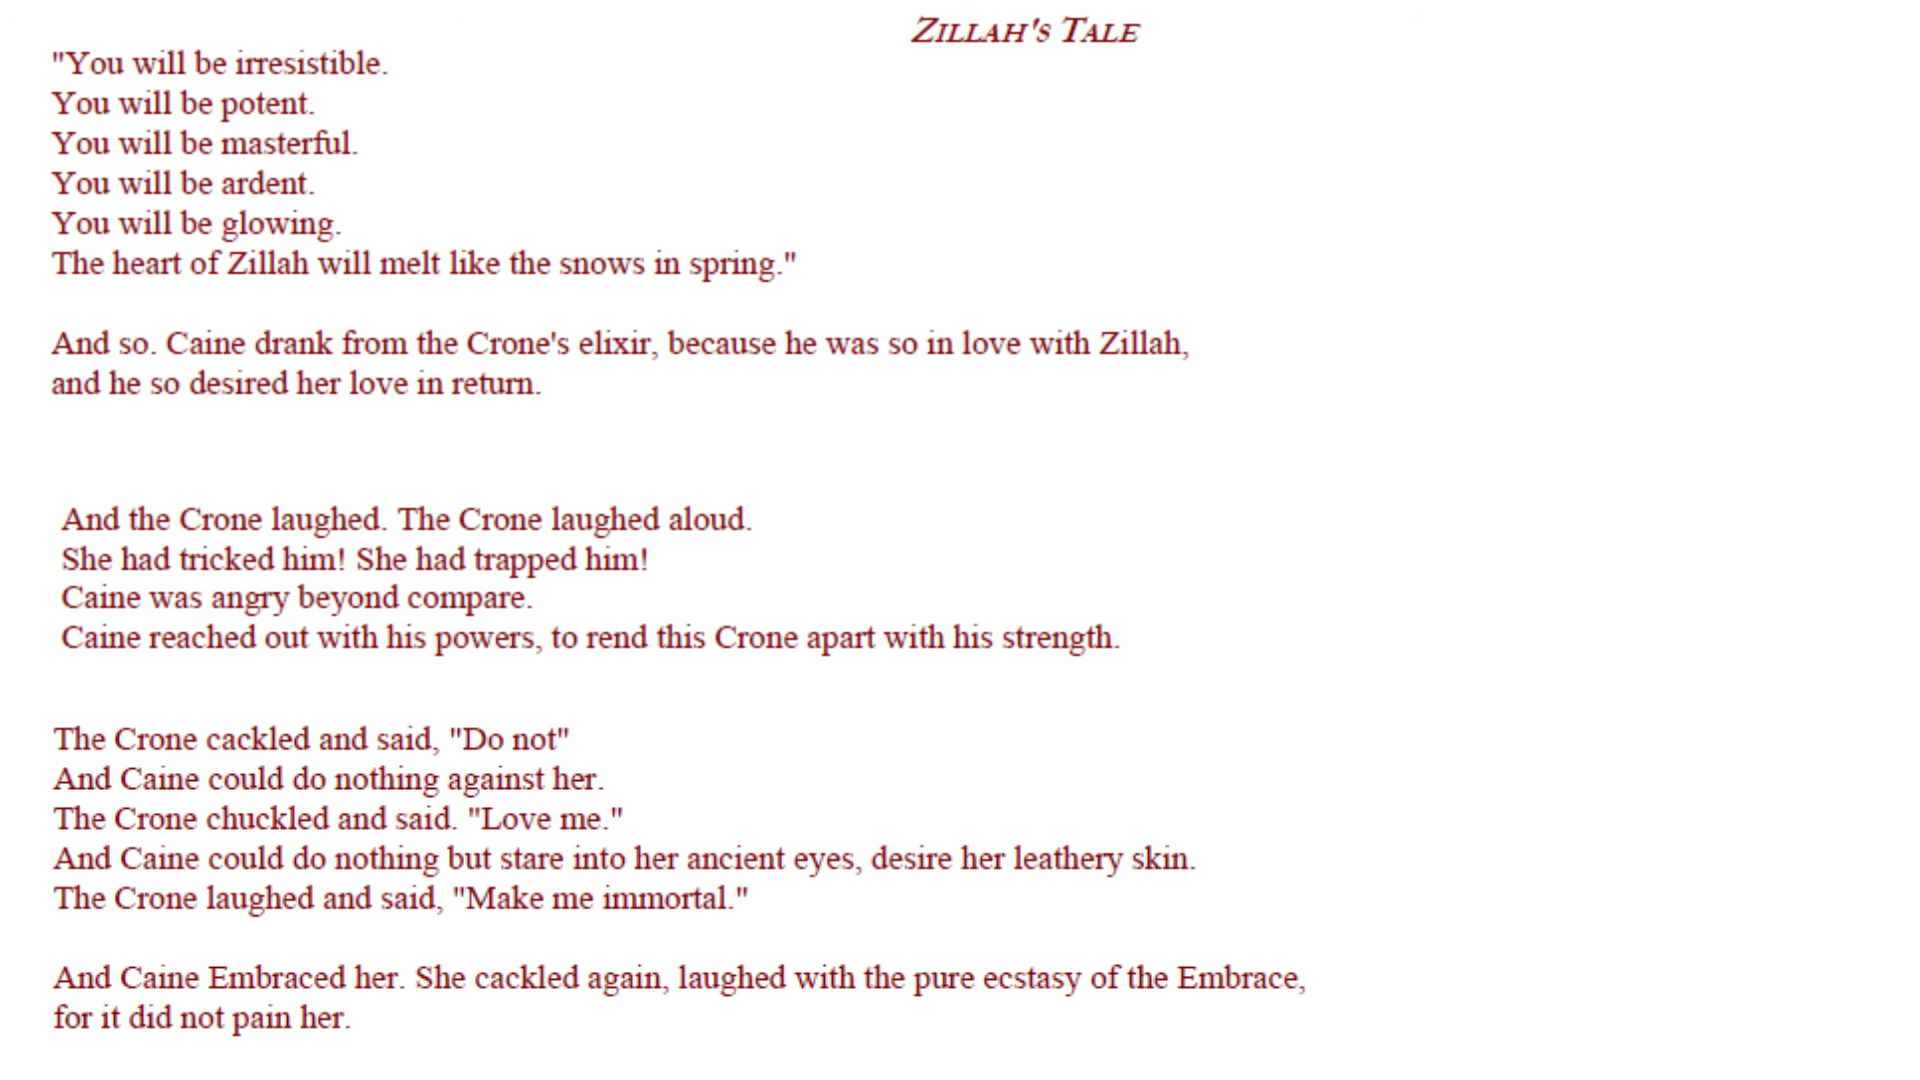 ZILLAH'S TALE
"You will be irresistible.
You will be potent.
You will be masterful.
You will be ardent.
You will be glowing.
The heart of Zillah will melt like the snows in spring."
And so. Caine drank from the Crone's elixir, because he was so in love with Zillah,
and he so desired her love in return.
And the Crone laughed. The Crone laughed aloud.
She had tricked him! She had trapped him!
Caine was angry beyond compare.
Caine reached out with his powers, to rend this Crone apart with his strength.
The Crone cackled and said, "Do not"
And Caine could do nothing against her.
The Crone chuckled and said. "Love me."
And Caine could do nothing but stare into her ancient eyes, desire her leathery skin.
The Crone laughed and said, "Make me immortal."
And Caine Embraced her. She cackled again, laughed with the pure ecstasy of the Embrace,
for it did not pain her.